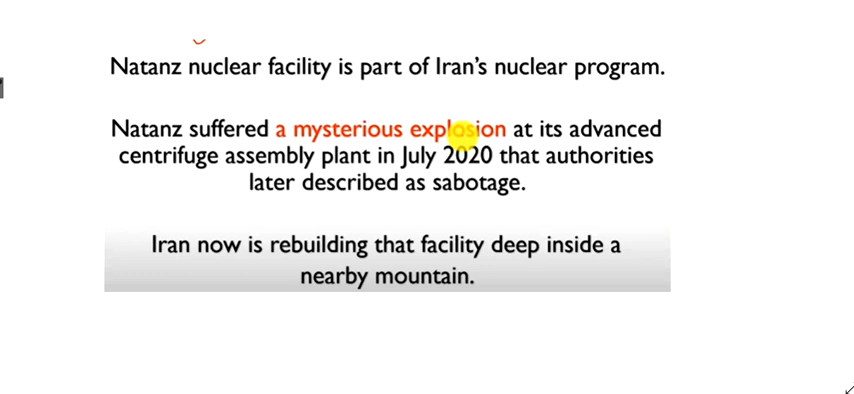 Natanz nuclear facility is part of Iran's nuclear program.
Natanz suffered a mysterious explosion at its advanced
centrifuge assembly plant in July 2020 that authorities
later described as sabotage.
Iran now is rebuilding that facility deep inside a
nearby mountain.